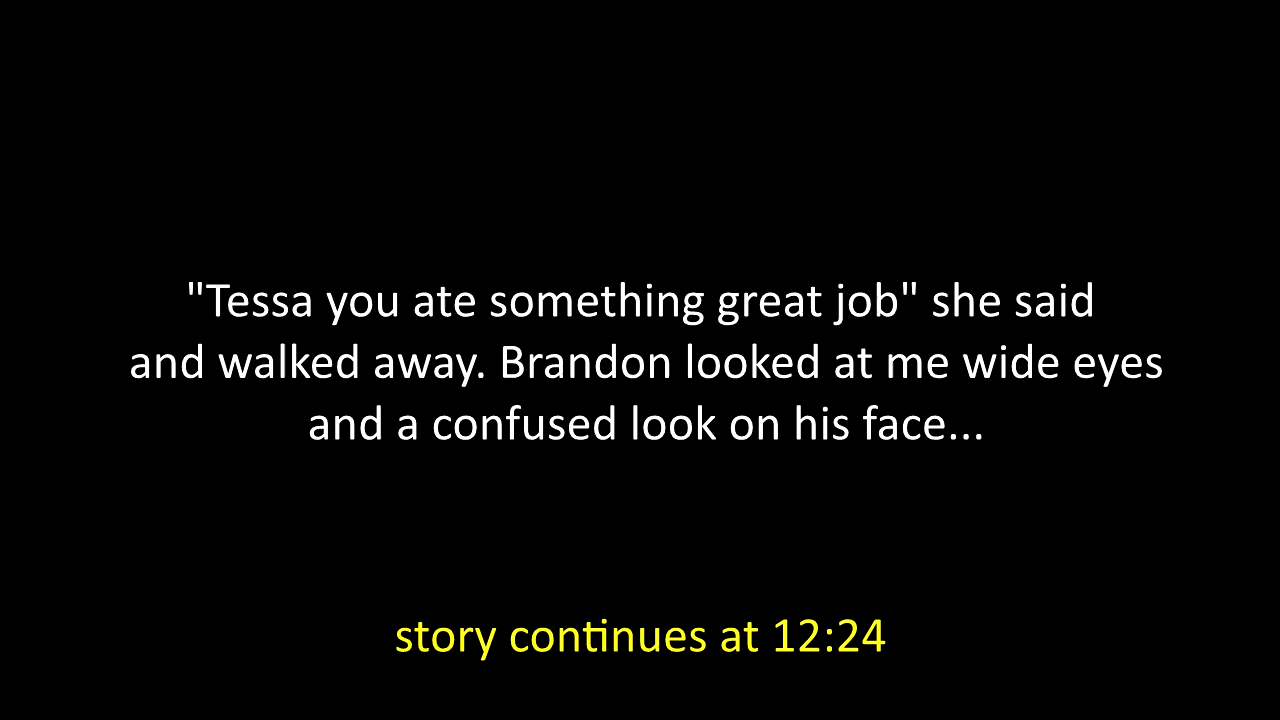 "Tessa you ate something great job" she said
and walked away. Brandon looked at me wide eyes
and a confused look on his face...
story continues at 12:24